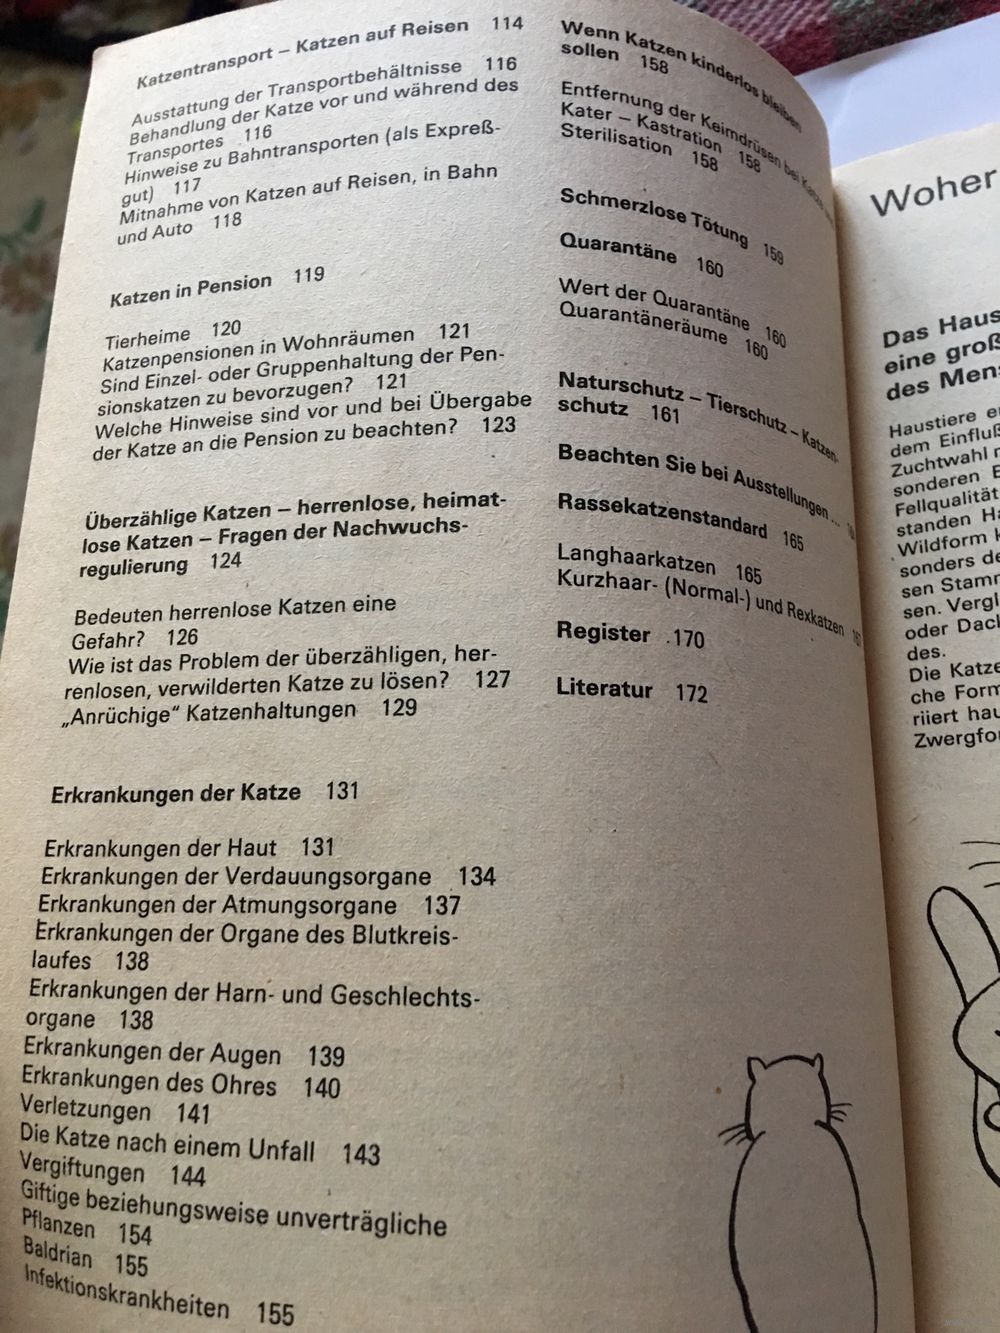 Katzentransport – Katzen auf Reisen 114
Ausstattung der Transportbehältnisse 116
Behandlung der Katze vor und während des
Transportes 116
Hinweise zu Bahntransporten (als Expreß-
gut) 117
Mitnahme von Katzen auf Reisen, in Bahn
und Auto 118
Katzen in Pension 119
Tierheime 120
Katzenpensionen in Wohnräumen 121
Sind Einzel- oder Gruppenhaltung der Pen-
sionskatzen zu bevorzugen? 121
Welche Hinweise sind vor und bei Übergabe
der Katze an die Pension zu beachten? 123
Überzählige Katzen – herrenlose, heimat-
lose Katzen – Fragen der Nachwuchs-
regulierung 124
Bedeuten herrenlose Katzen eine
Gefahr? 126
Wie ist das Problem der überzähligen, her-
renlosen, verwilderten Katze zu lösen? 127
„Anrüchige“ Katzenhaltungen 129
Erkrankungen der Katze 131
Erkrankungen der Haut 131
Erkrankungen der Verdauungsorgane 134
Erkrankungen der Atmungsorgane 137
Erkrankungen der Organe des Blutkreis-
laufes 138
Erkrankungen der Harn- und Geschlechts-
organe 138
Erkrankungen der Augen 139
Erkrankungen des Ohres 140
Verletzungen 141
Die Katze nach einem Unfall 143
Vergiftungen 144
Giftige beziehungsweise unverträgliche
Pflanzen 154
Baldrian 155
Infektionskrankheiten 155
Wenn Katzen kinderlos bleiben
sollen 158
Entfernung der Keimdrüsen bei Katze
Kater – Kastration 158
Sterilisation 158
Schmerzlose Tötung 159
Quarantäne 160
Wert der Quarantäne 160
Quarantäneräume 160
Naturschutz – Tierschutz – Katzen-
schutz 161
Beachten Sie bei Ausstellungen ...
Rassekatzenstandard 165
Langhaarkatzen 165
Kurzhaar- (Normal-) und Rexkatzen
Register 170
Literatur 172
Woher
Das Haus
eine groß
des Mens
Haustiere
dem Einfluß
Zuchtwahl
sonderen
Fellqualität
standen
Wildform
sonders
sen Stamm
sen. Vergl
oder Dack
des.
Die Katze
che Form
riiert hau
Zwergfor